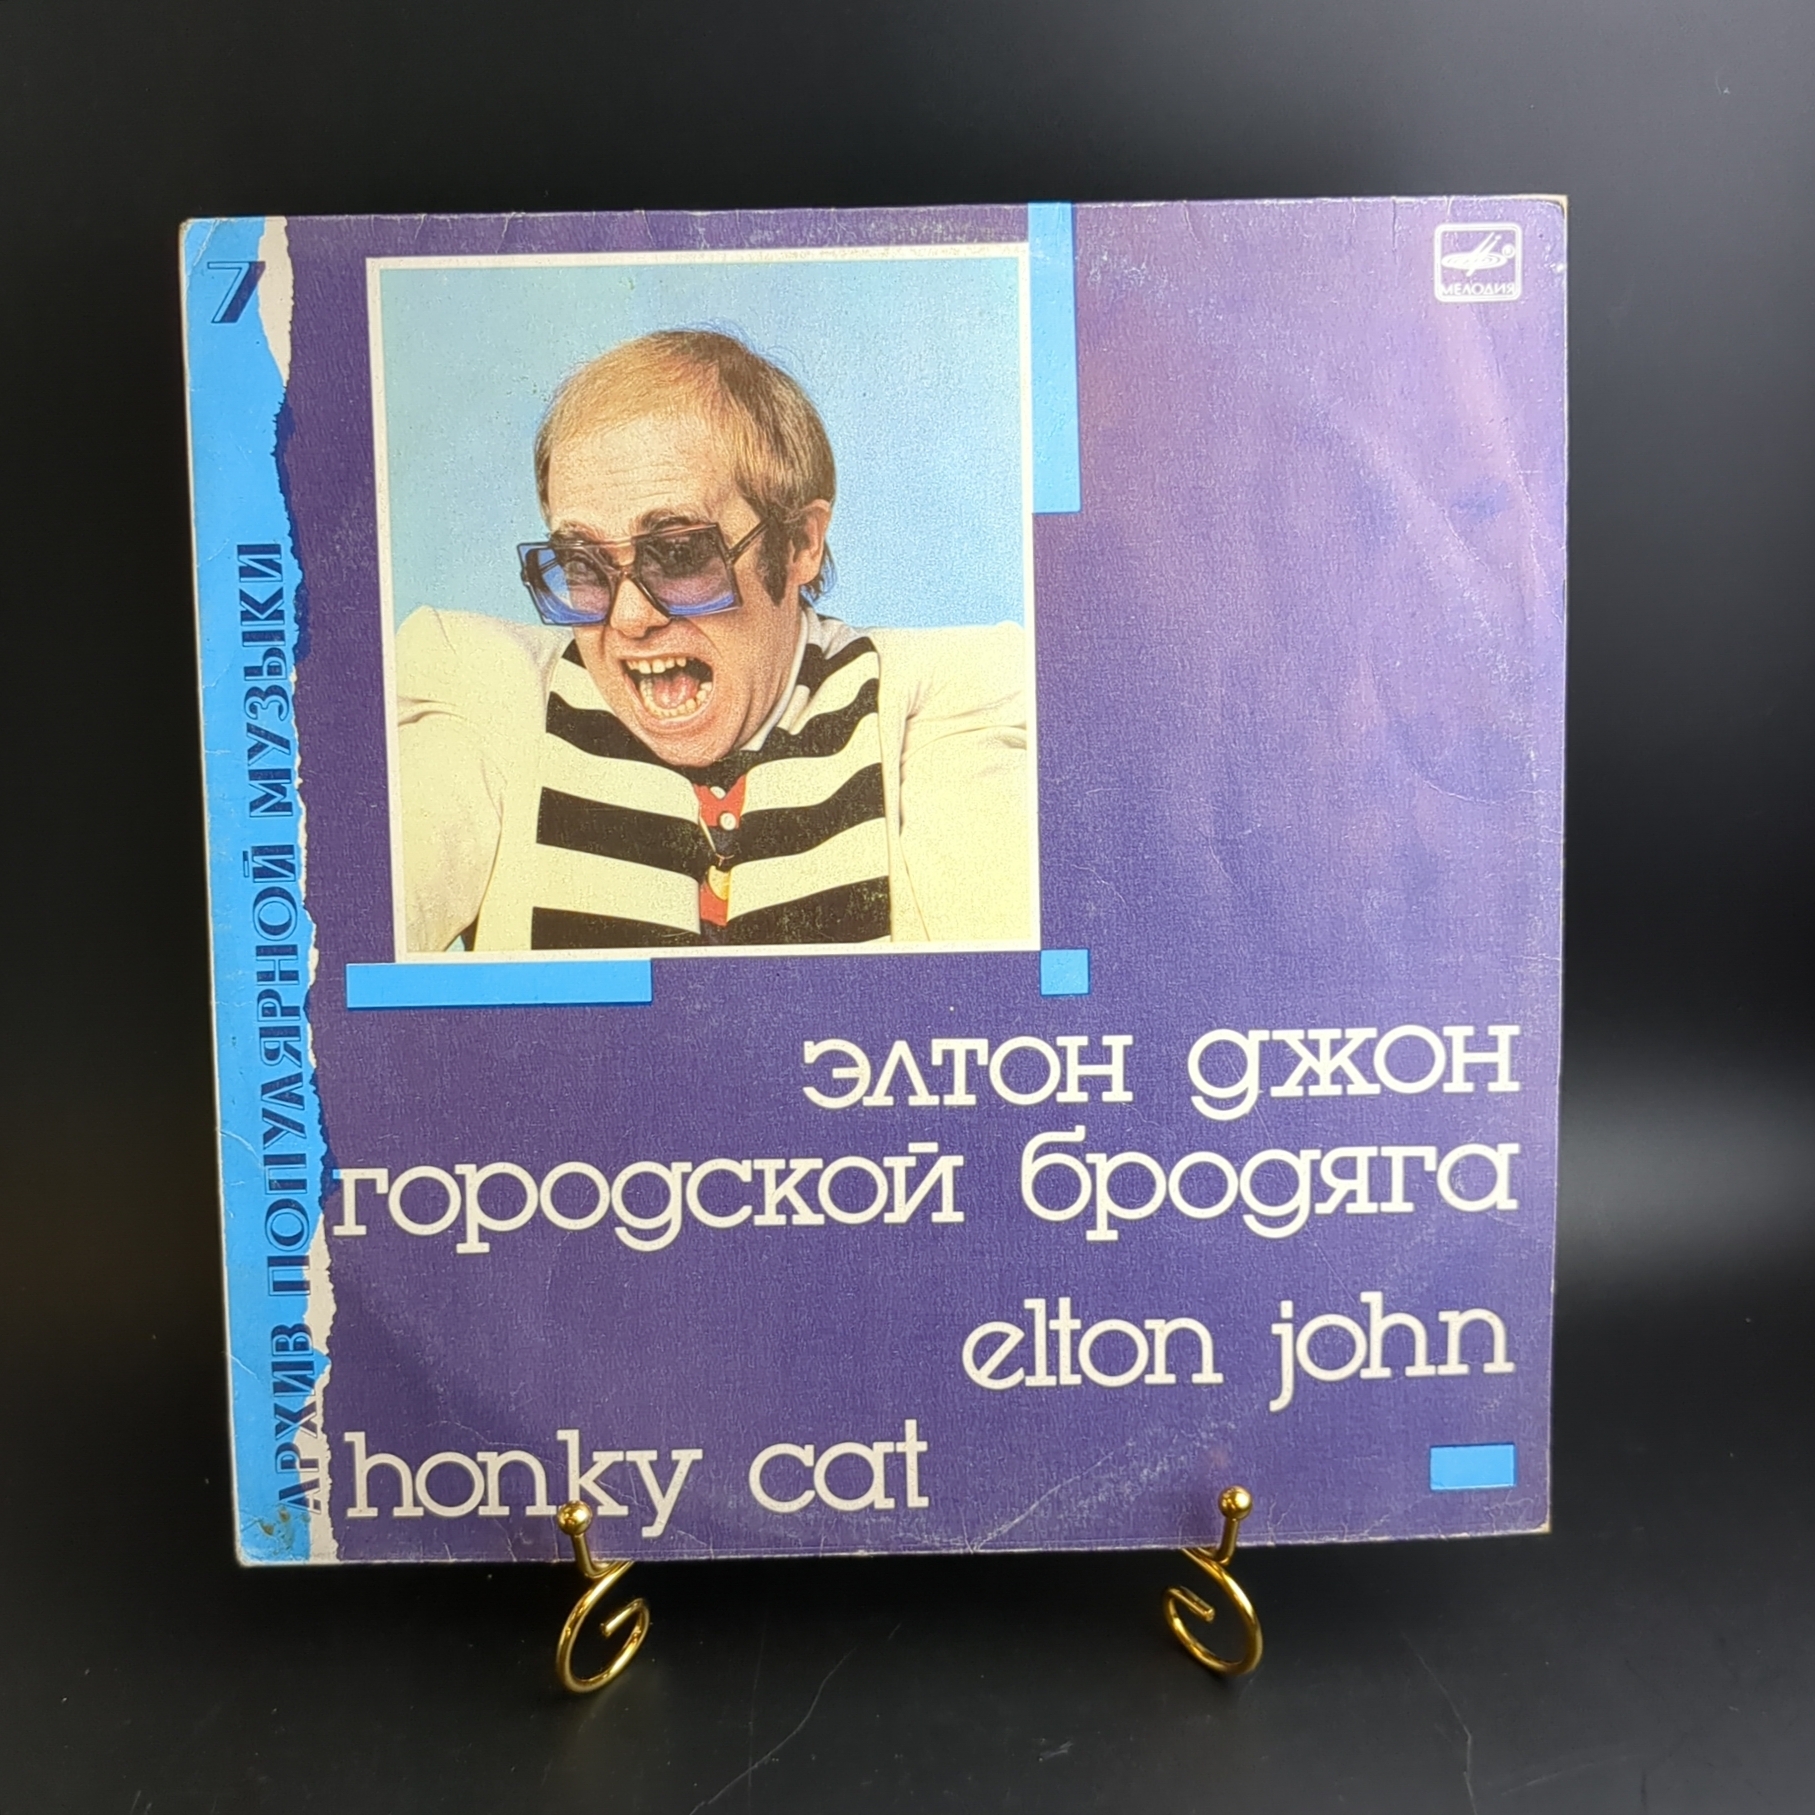 7
АРХИВ ПОПУЛЯРНОЙ МУЗЫКИ
МЕЛОДИЯ
элтон джон
городской бродяга
elton john
honky cat